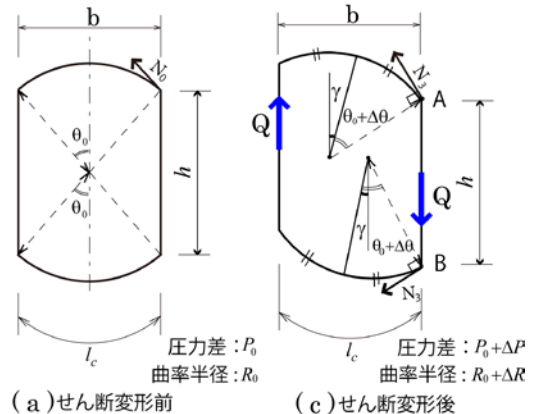 b
N₀
θ₀
θ₀
h
l_c
圧力差:P₀
曲率半径:R₀
(a)せん断変形前
b
N₃
A
γ
θ₀+Δθ
Q
h
Q
γ
θ₀+Δθ
B
N₃
l_c
圧力差:P₀+ΔP
曲率半径:R₀+ΔR
(c)せん断変形後